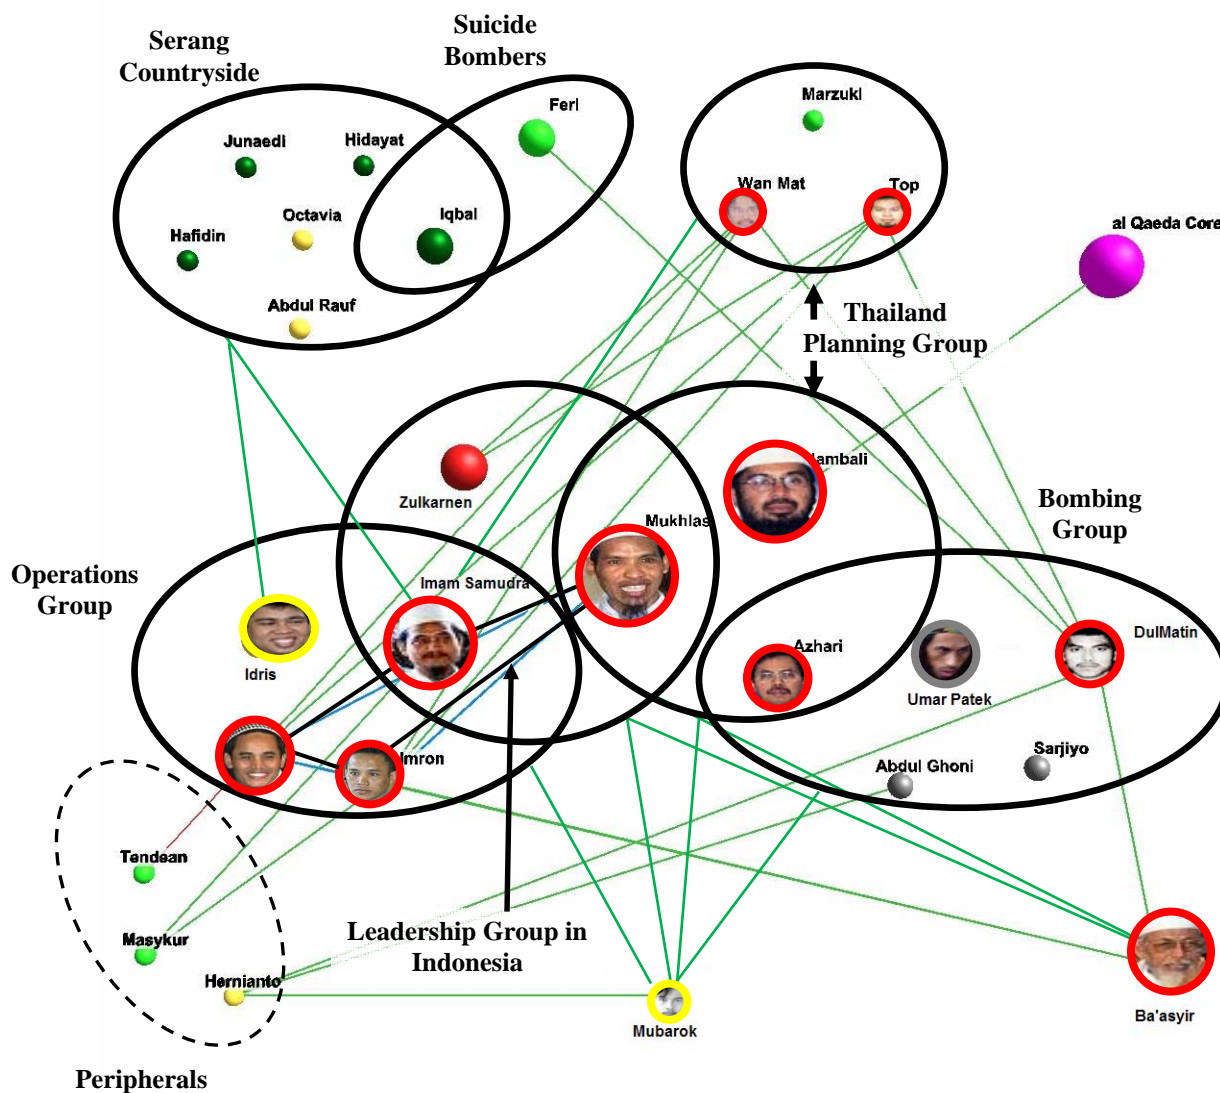 Serang
Countryside
Suicide
Bombers
Feri
Marzuki
Junaedi
Hidayat
Wan Mat
Top
Octavia
Iqbal
al Qaeda Core
Hafidin
Abdul Rauf
Thailand
Planning Group
Zulkarnen
Hambali
Mukhlas
Bombing
Group
Operations
Group
Imam Samudra
Idris
Azhari
DulMatin
Umar Patek
Imron
Abdul Ghoni
Sarjiyo
Tendean
Masykur
Leadership Group in
Indonesia
Hernianto
Mubarok
Ba'asyir
Peripherals